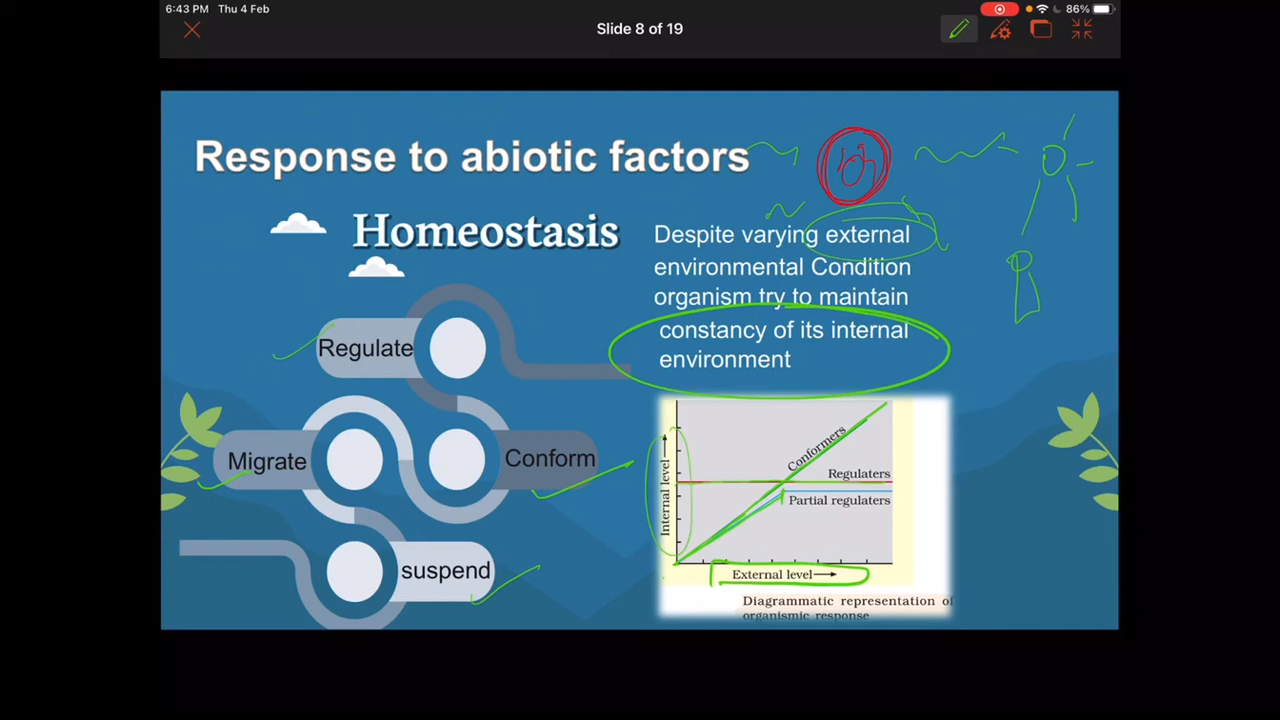 6:43 PM Thu 4 Feb
86%
Slide 8 of 19
Response to abiotic factors
Homeostasis
Despite varying external
environmental Condition
organism try to maintain
constancy of its internal
environment
Regulate
Migrate
Conform
suspend
Internal level
Conformers
Regulaters
Partial regulaters
External level
Diagrammatic representation of
organismic response